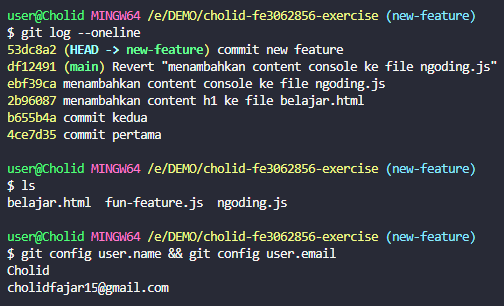 user@Cholid MINGW64 /e/DEMO/cholid-fe3062856-exercise (new-feature)
$ git log --oneline
53dc8a2 (HEAD -> new-feature) commit new feature
df12491 (main) Revert "menambahkan content console ke file ngoding.js"
ebf39ca menambahkan content console ke file ngoding.js
2b96087 menambahkan content h1 ke file belajar.html
b655b4a commit kedua
4ce7d35 commit pertama
user@Cholid MINGW64 /e/DEMO/cholid-fe3062856-exercise (new-feature)
$ ls
belajar.html  fun-feature.js  ngoding.js
user@Cholid MINGW64 /e/DEMO/cholid-fe3062856-exercise (new-feature)
$ git config user.name && git config user.email
Cholid
cholidfajar15@gmail.com